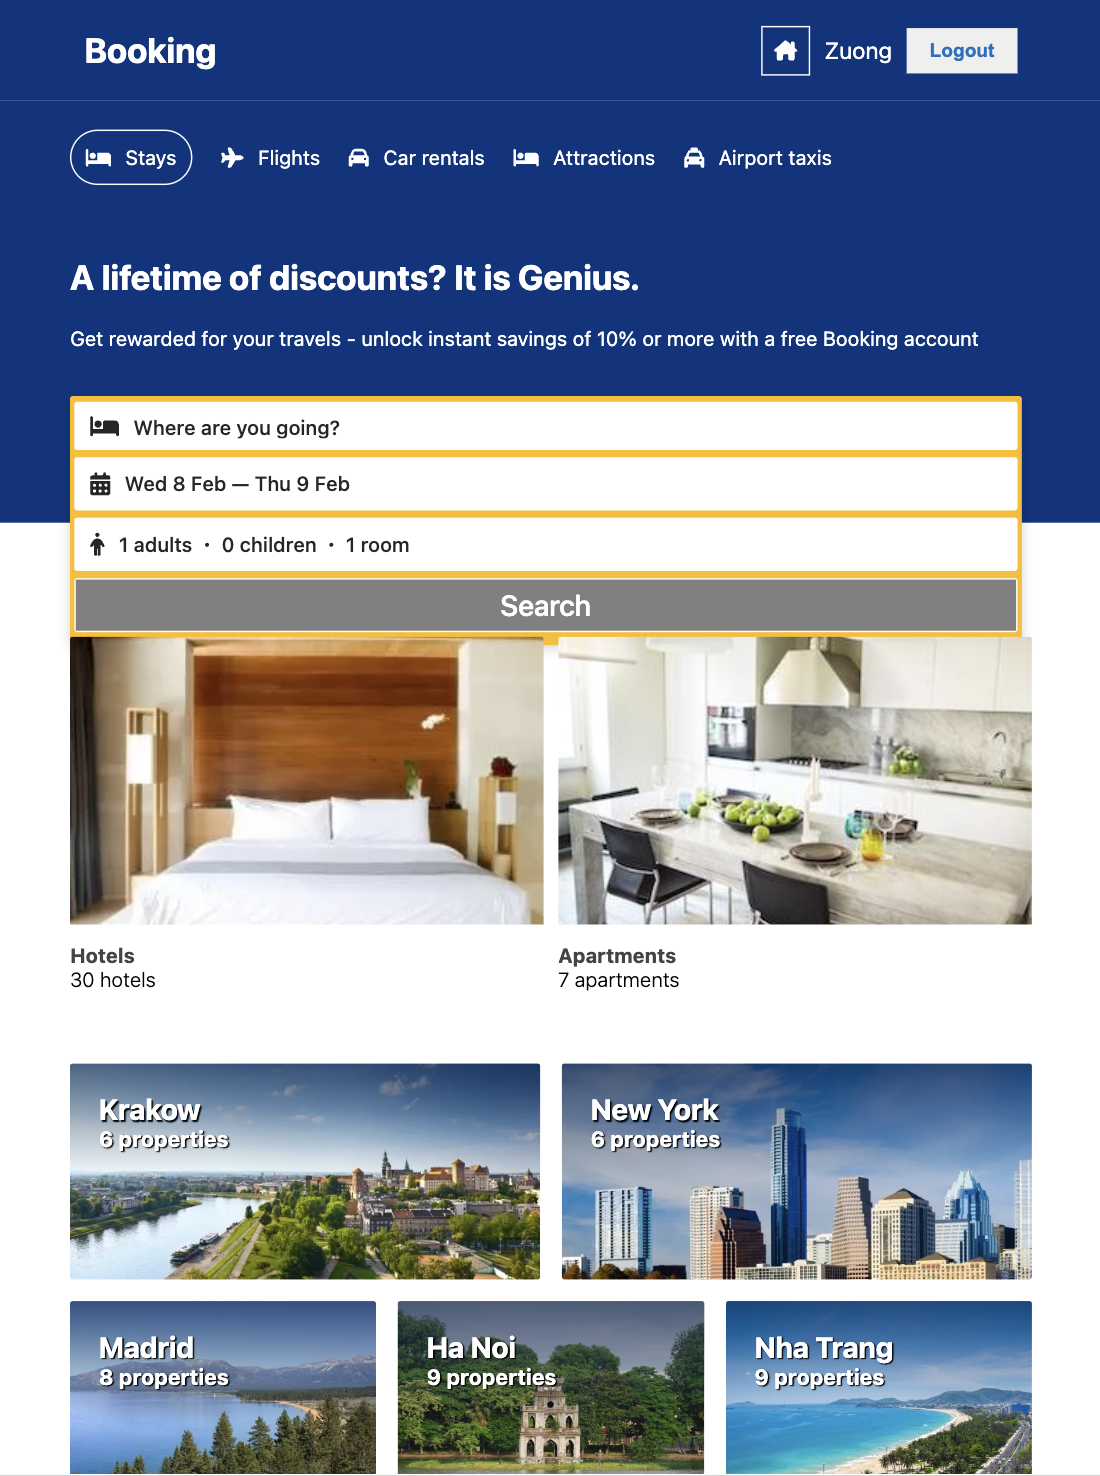 Booking
Zuong
Logout
Stays
Flights
Car rentals
Attractions
Airport taxis
A lifetime of discounts? It is Genius.
Get rewarded for your travels - unlock instant savings of 10% or more with a free Booking account
Where are you going?
Wed 8 Feb — Thu 9 Feb
1 adults · 0 children · 1 room
Search
Hotels
30 hotels
Apartments
7 apartments
Krakow
6 properties
New York
6 properties
Madrid
8 properties
Ha Noi
9 properties
Nha Trang
9 properties